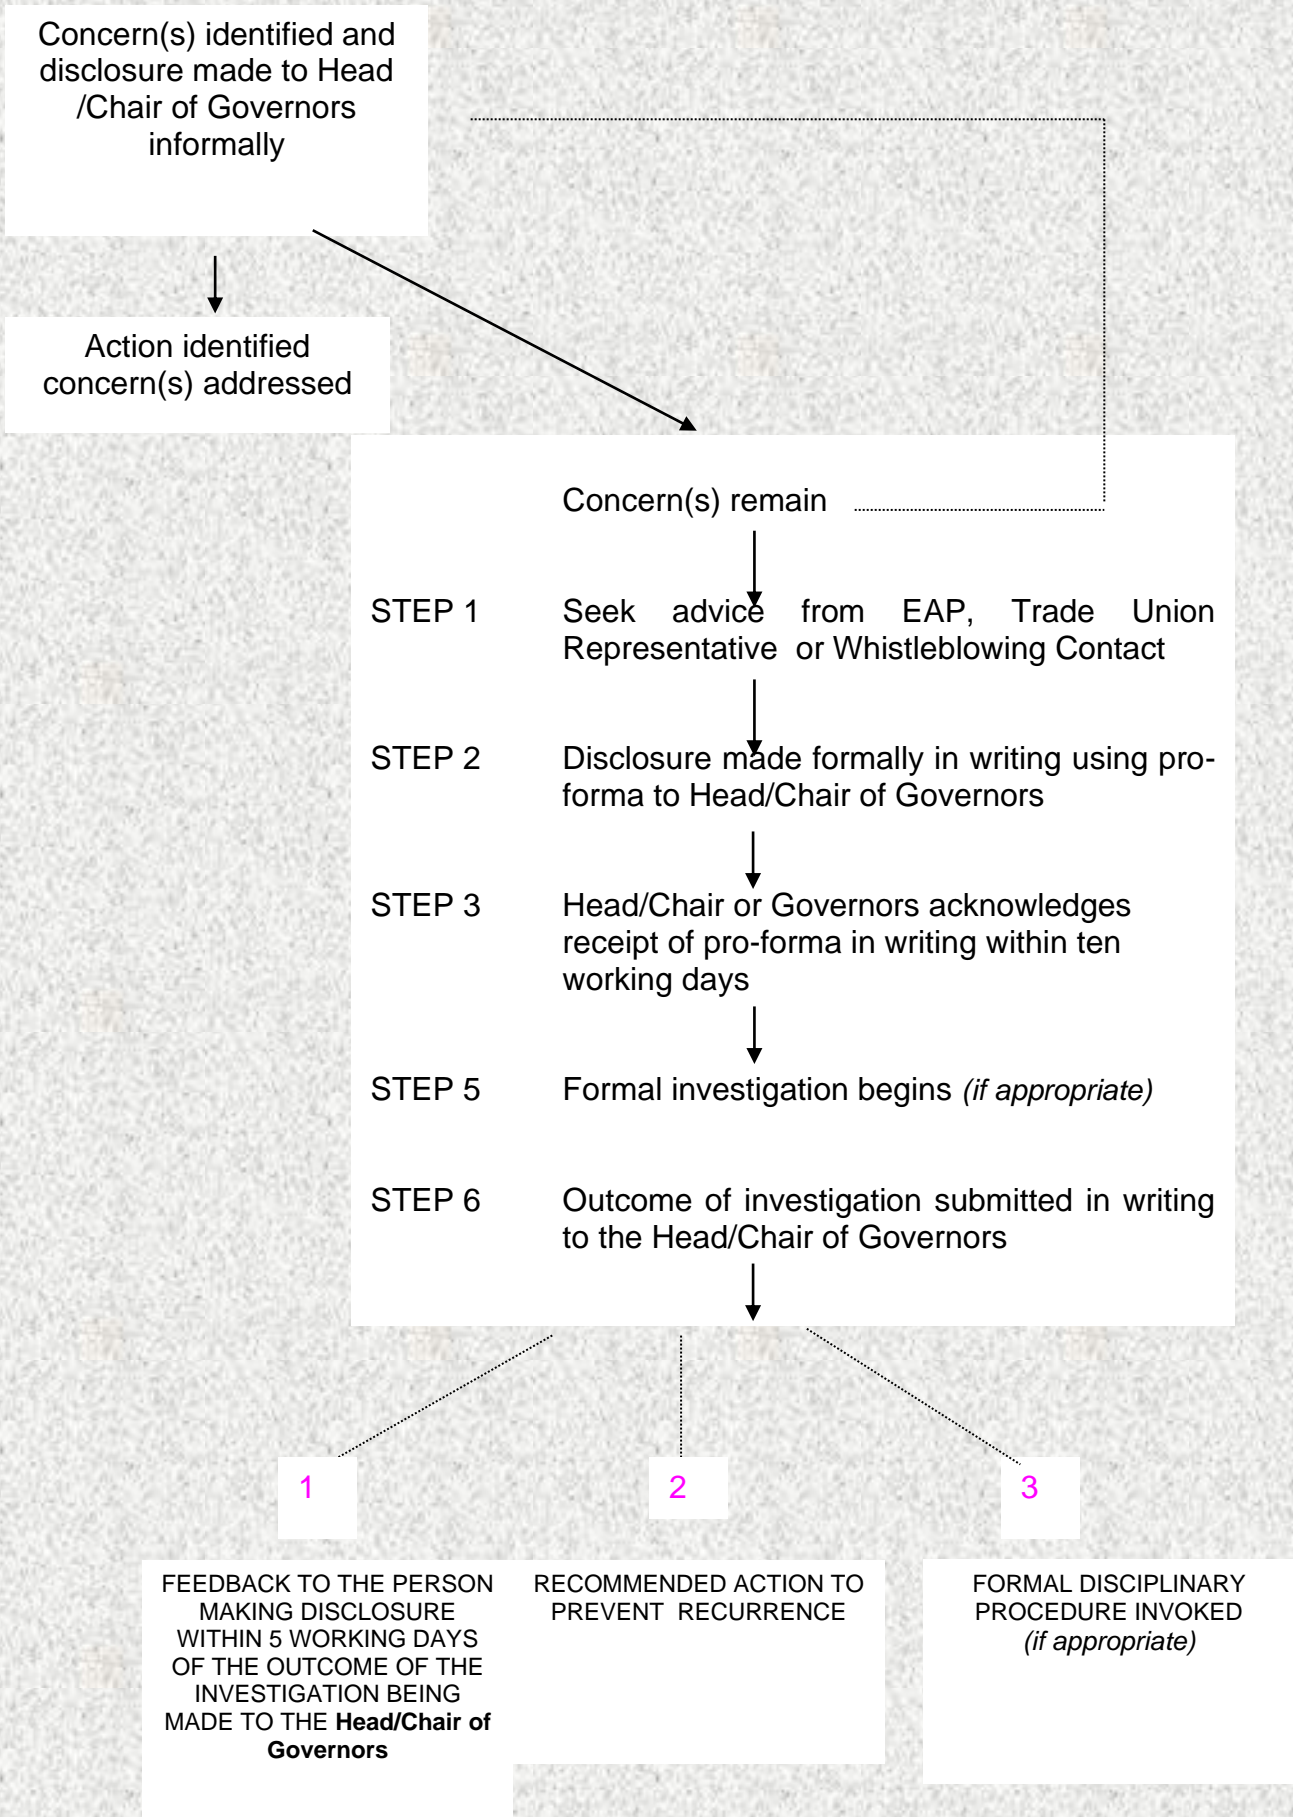 Concern(s) identified and
disclosure made to Head
/Chair of Governors
informally
Action identified
concern(s) addressed
Concern(s) remain
STEP 1 Seek advice from EAP, Trade Union
Representative or Whistleblowing Contact
STEP 2 Disclosure made formally in writing using pro-
forma to Head/Chair of Governors
STEP 3 Head/Chair or Governors acknowledges
receipt of pro-forma in writing within ten
working days
STEP 5 Formal investigation begins (if appropriate)
STEP 6 Outcome of investigation submitted in writing
to the Head/Chair of Governors
1
FEEDBACK TO THE PERSON
MAKING DISCLOSURE
WITHIN 5 WORKING DAYS
OF THE OUTCOME OF THE
INVESTIGATION BEING
MADE TO THE Head/Chair of
Governors
2
RECOMMENDED ACTION TO
PREVENT RECURRENCE
3
FORMAL DISCIPLINARY
PROCEDURE INVOKED
(if appropriate)